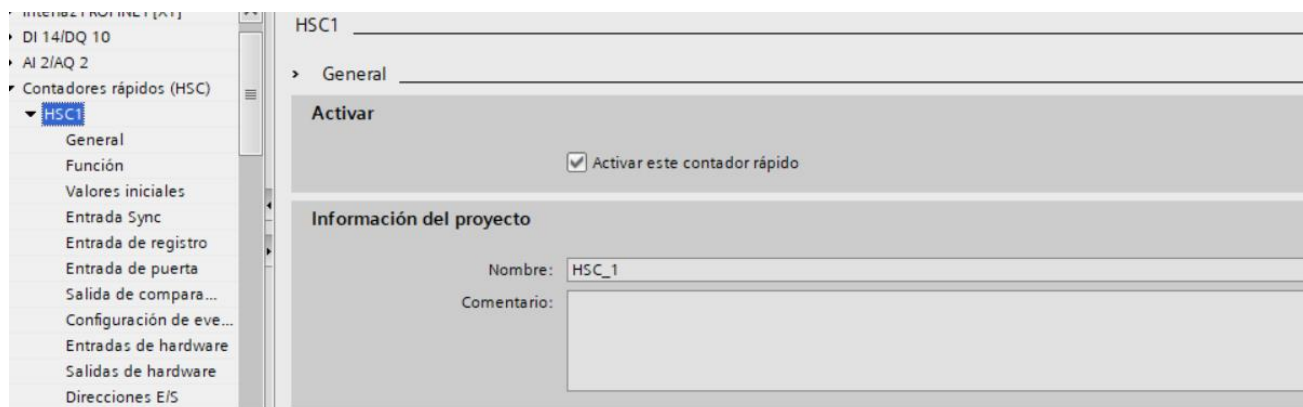 DI 14/DQ 10
AI 2/AQ 2
Contadores rápidos (HSC)
HSC1
General
Función
Valores iniciales
Entrada Sync
Entrada de registro
Entrada de puerta
Salida de compara...
Configuración de eve...
Entradas de hardware
Salidas de hardware
Direcciones E/S
HSC1
General
Activar
Activar este contador rápido
Información del proyecto
Nombre: HSC_1
Comentario: